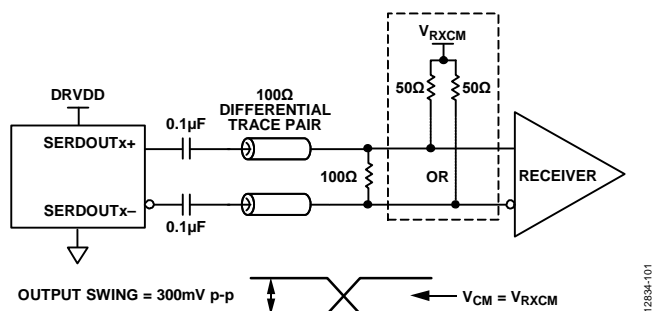 VRXCM
100Ω
DIFFERENTIAL
TRACE PAIR
50Ω
50Ω
DRVDD
0.1µF
SERDOUTx+
100Ω
OR
RECEIVER
SERDOUTx–
0.1µF
OUTPUT SWING = 300mV p-p
VCM = VRXCM
12834-101